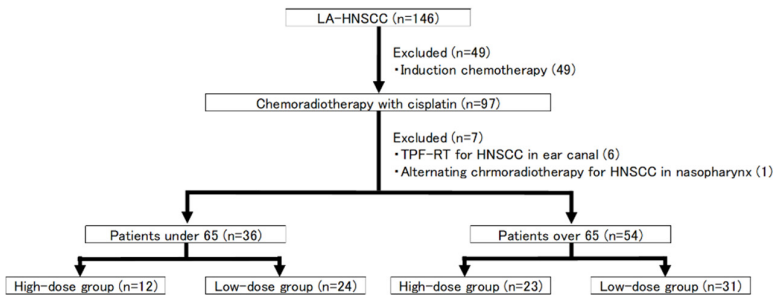 LA-HNSCC (n=146)
Excluded (n=49)
・Induction chemotherapy (49)
Chemoradiotherapy with cisplatin (n=97)
Excluded (n=7)
・TPF-RT for HNSCC in ear canal (6)
・Alternating chrmoradiotherapy for HNSCC in nasopharynx (1)
Patients under 65 (n=36)
Patients over 65 (n=54)
High-dose group (n=12)
Low-dose group (n=24)
High-dose group (n=23)
Low-dose group (n=31)